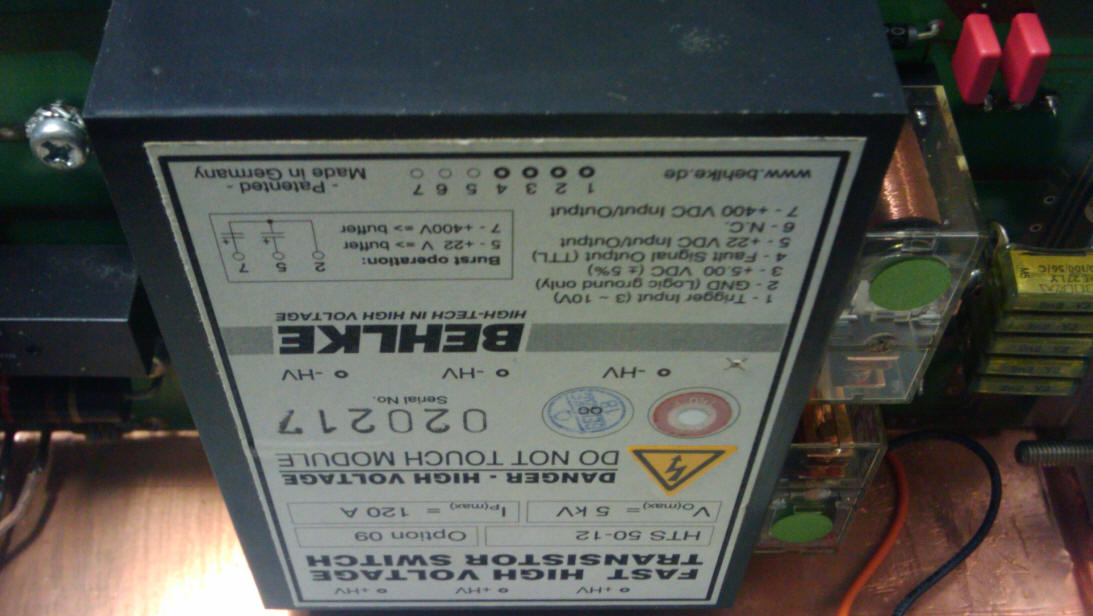 +HV +HV +HV
FAST HIGH VOLTAGE
TRANSISTOR SWITCH
HTS 50-12 Option 09
VO(max)= 5 kV IP(max) = 120 A
DANGER - HIGH VOLTAGE
DO NOT TOUCH MODULE
020217
Serial No.
QC
-HV -HV -HV
BEHLKE
HIGH-TECH IN HIGH VOLTAGE
1 - Trigger Input (3 ~ 10V)
2 - GND (Logic ground only)
3 - +5.00 VDC (± 5%)
4 - Fault Signal Output (TTL)
5 - +22 VDC Input/Output
6 - N.C.
7 - +400 VDC Input/Output
Burst operation:
5 - +22 V => buffer
7 - +400V => buffer
2 5 7
1 2 3 4 5 6 7
www.behlke.de
- Patented -
Made in Germany